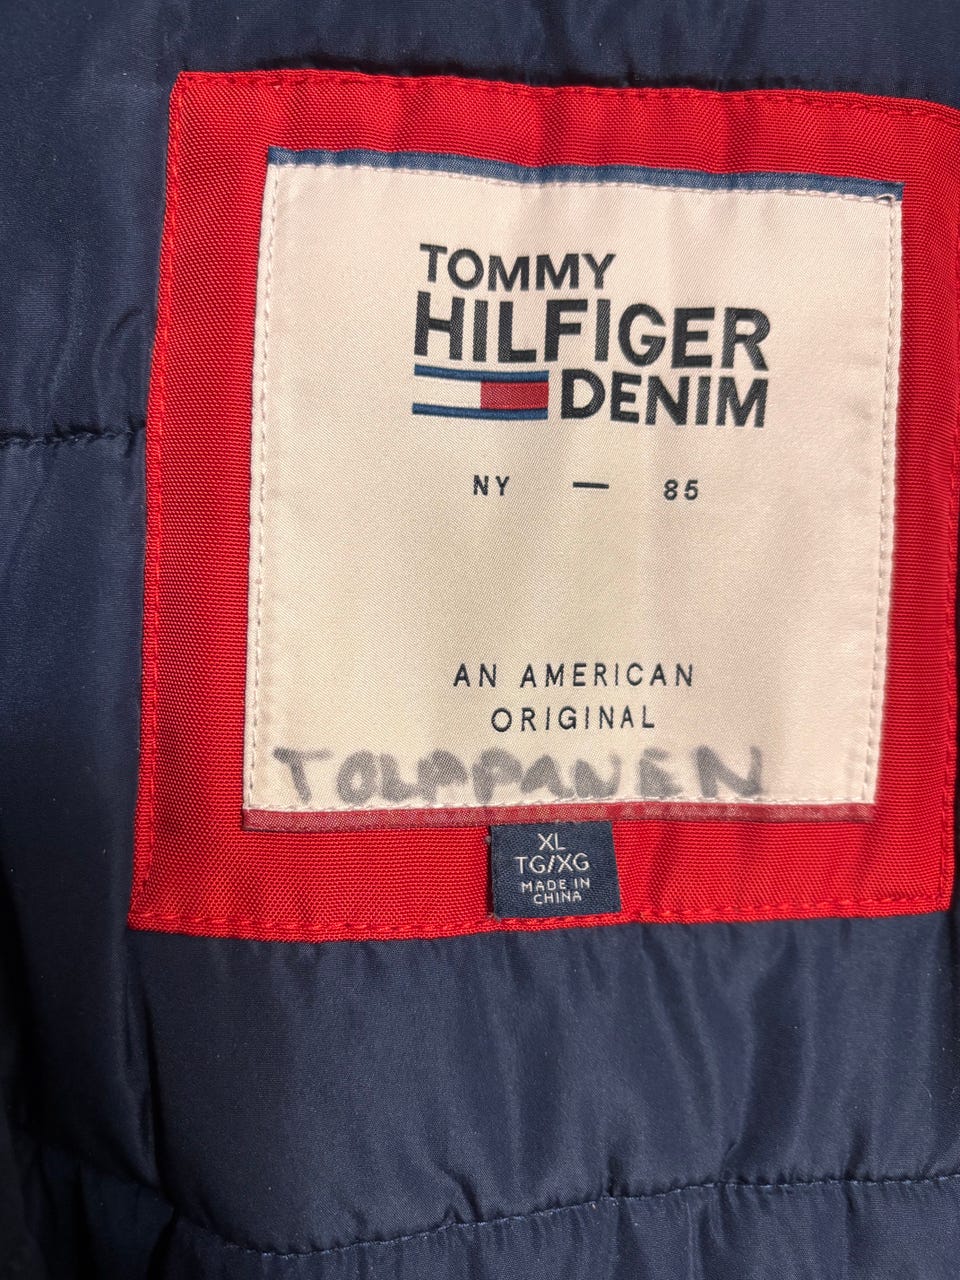 TOMMY
HILFIGER
DENIM
NY — 85
AN AMERICAN
ORIGINAL
TOLPPANEN
XL
TG/XG
MADE IN
CHINA